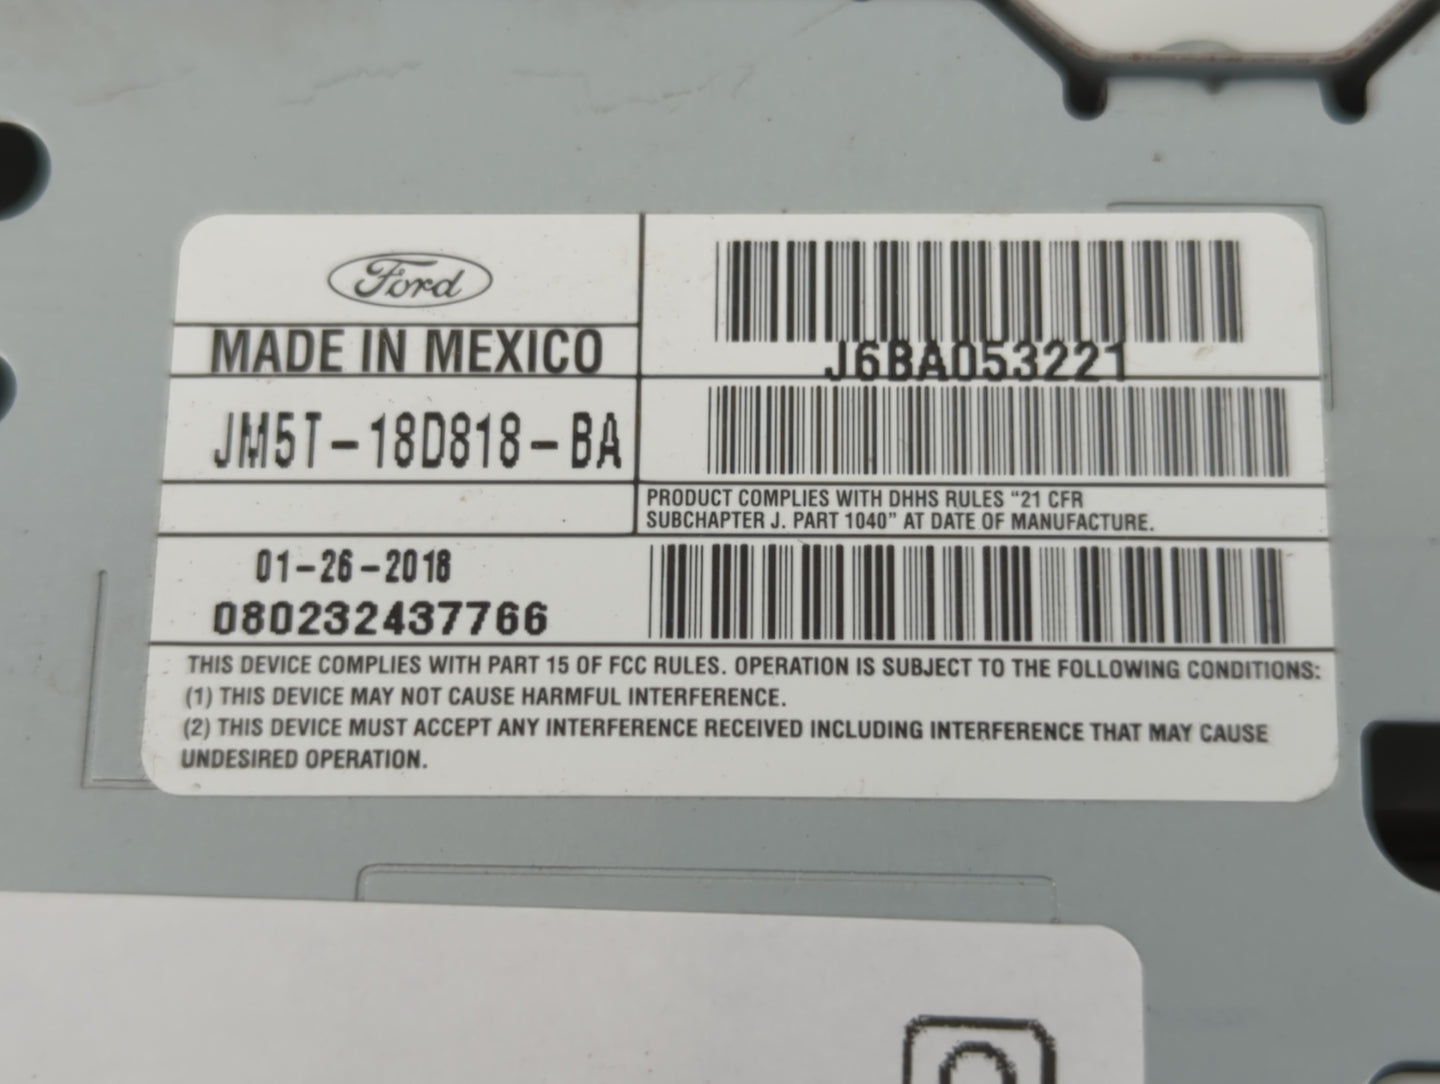 Ford
MADE IN MEXICO
J6BA053221
JM5T-18D818-BA
PRODUCT COMPLIES WITH DHHS RULES "21 CFR
SUBCHAPTER J. PART 1040" AT DATE OF MANUFACTURE.
01-26-2018
080232437766
THIS DEVICE COMPLIES WITH PART 15 OF FCC RULES. OPERATION IS SUBJECT TO THE FOLLOWING CONDITIONS:
(1) THIS DEVICE MAY NOT CAUSE HARMFUL INTERFERENCE.
(2) THIS DEVICE MUST ACCEPT ANY INTERFERENCE RECEIVED INCLUDING INTERFERENCE THAT MAY CAUSE
UNDESIRED OPERATION.